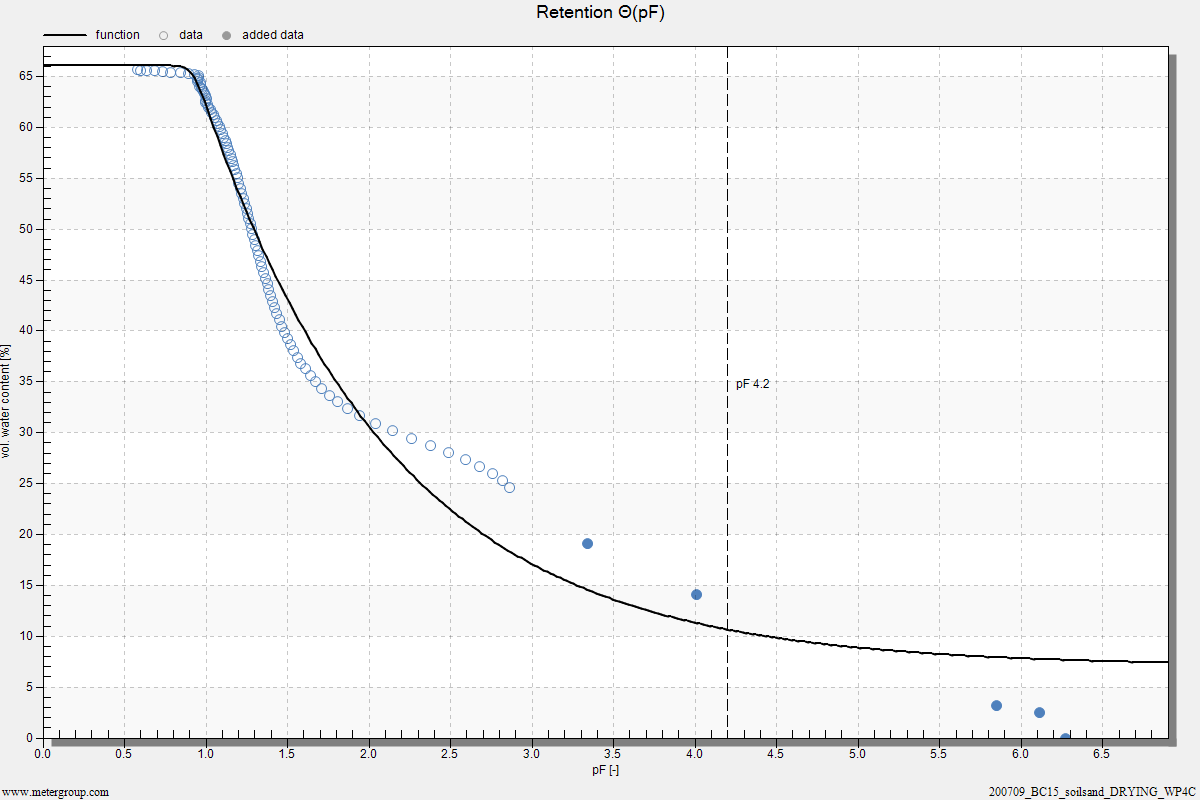 Retention Θ(pF)
function data added data
65
60
55
50
45
40
35
30
25
20
15
10
5
0
vol. water content [%]
pF 4.2
0.0 0.5 1.0 1.5 2.0 2.5 3.0 3.5 4.0 4.5 5.0 5.5 6.0 6.5
pF [-]
www.metergroup.com 200709_BC15_soilsand_DRYING_WP4C